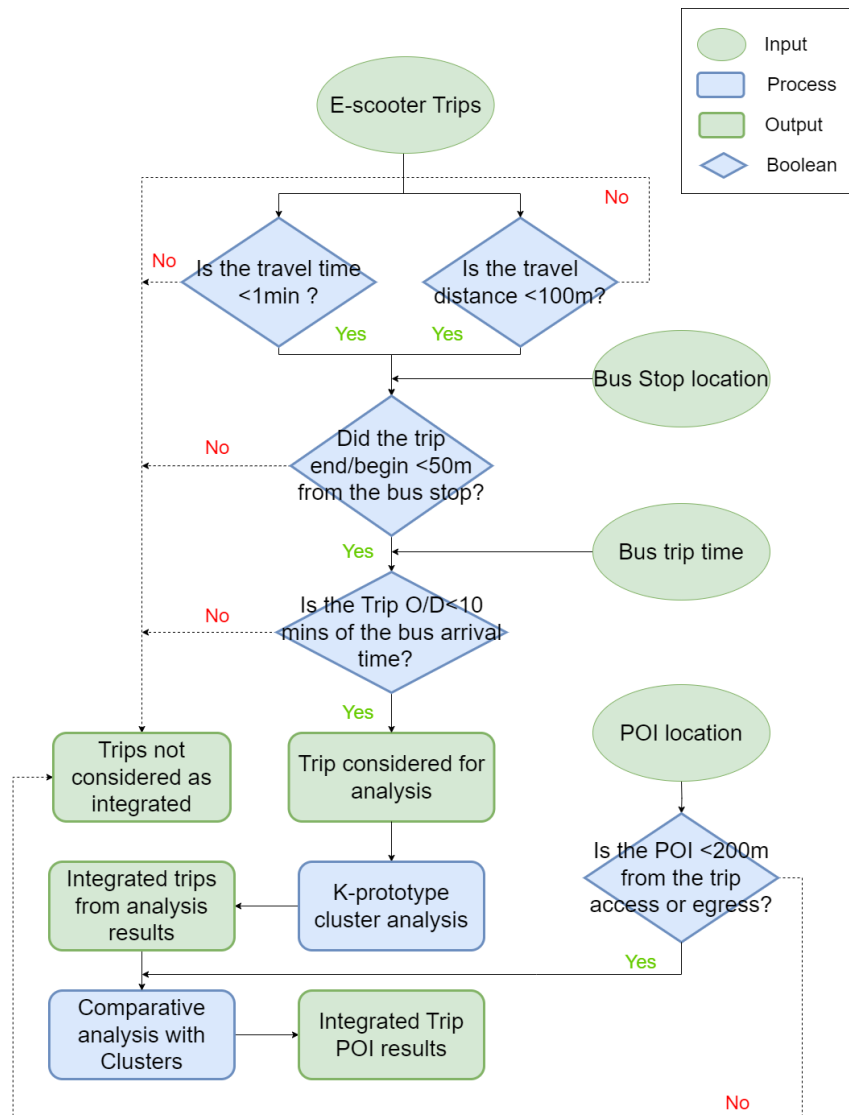 Input
Process
Output
Boolean
E-scooter Trips
No
No
Is the travel time
<1min ?
Is the travel
distance <100m?
Yes
Yes
Bus Stop location
No
Did the trip
end/begin <50m
from the bus stop?
Yes
Bus trip time
No
Is the Trip O/D<10
mins of the bus arrival
time?
Yes
POI location
Trips not
considered as
integrated
Trip considered for
analysis
Is the POI <200m
from the trip
access or egress?
Integrated trips
from analysis
results
K-prototype
cluster analysis
Yes
Comparative
analysis with
Clusters
Integrated Trip
POI results
No